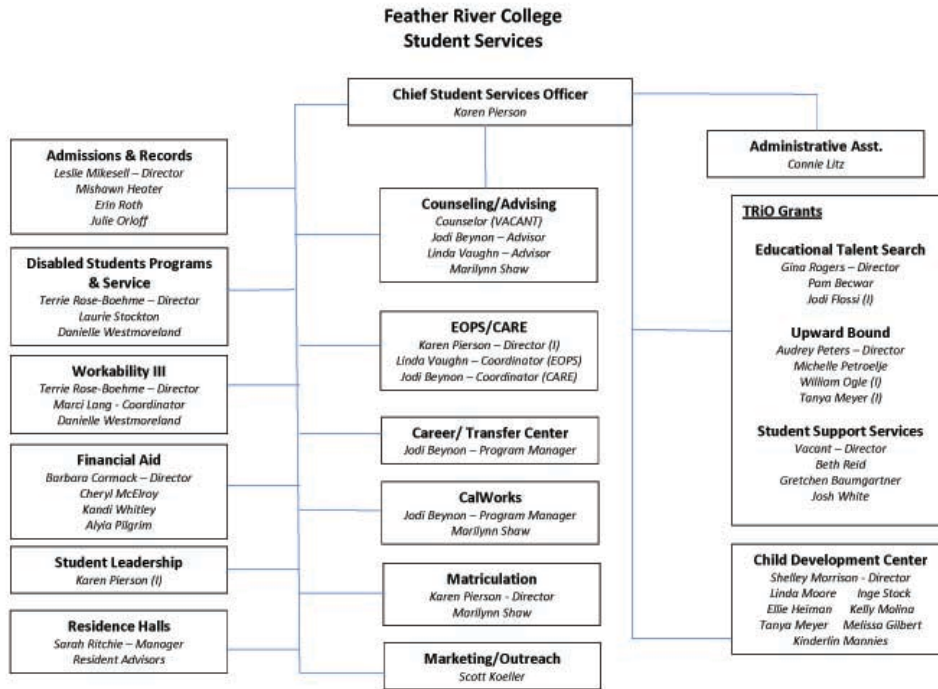 Feather River College
Student Services
Chief Student Services Officer
Karen Pierson
Administrative Asst.
Connie Litz
Admissions & Records
Leslie Mikesell – Director
Mishawn Heater
Erin Roth
Julie Orloff
Disabled Students Programs
& Service
Terrie Rose-Boehme – Director
Laurie Stockton
Danielle Westmoreland
Workability III
Terrie Rose-Boehme – Director
Marci Lang - Coordinator
Danielle Westmoreland
Financial Aid
Barbara Cormack – Director
Cheryl McElroy
Kandi Whitley
Alyia Pilgrim
Student Leadership
Karen Pierson (I)
Residence Halls
Sarah Ritchie – Manager
Resident Advisors
Counseling/Advising
Counselor (VACANT)
Jodi Beynon – Advisor
Linda Vaughn – Advisor
Marilynn Shaw
EOPS/CARE
Karen Pierson – Director (I)
Linda Vaughn – Coordinator (EOPS)
Jodi Beynon – Coordinator (CARE)
Career/ Transfer Center
Jodi Beynon – Program Manager
CalWorks
Jodi Beynon – Program Manager
Marilynn Shaw
Matriculation
Karen Pierson - Director
Marilynn Shaw
Marketing/Outreach
Scott Koeller
TRiO Grants
Educational Talent Search
Gina Rogers – Director
Pam Becwar
Jodi Flossi (I)
Upward Bound
Audrey Peters – Director
Michelle Petroelje
William Ogle (I)
Tanya Meyer (I)
Student Support Services
Vacant – Director
Beth Reid
Gretchen Baumgartner
Josh White
Child Development Center
Shelley Morrison - Director
Linda Moore Inge Stock
Ellie Heiman Kelly Molina
Tanya Meyer Melissa Gilbert
Kinderlin Mannies